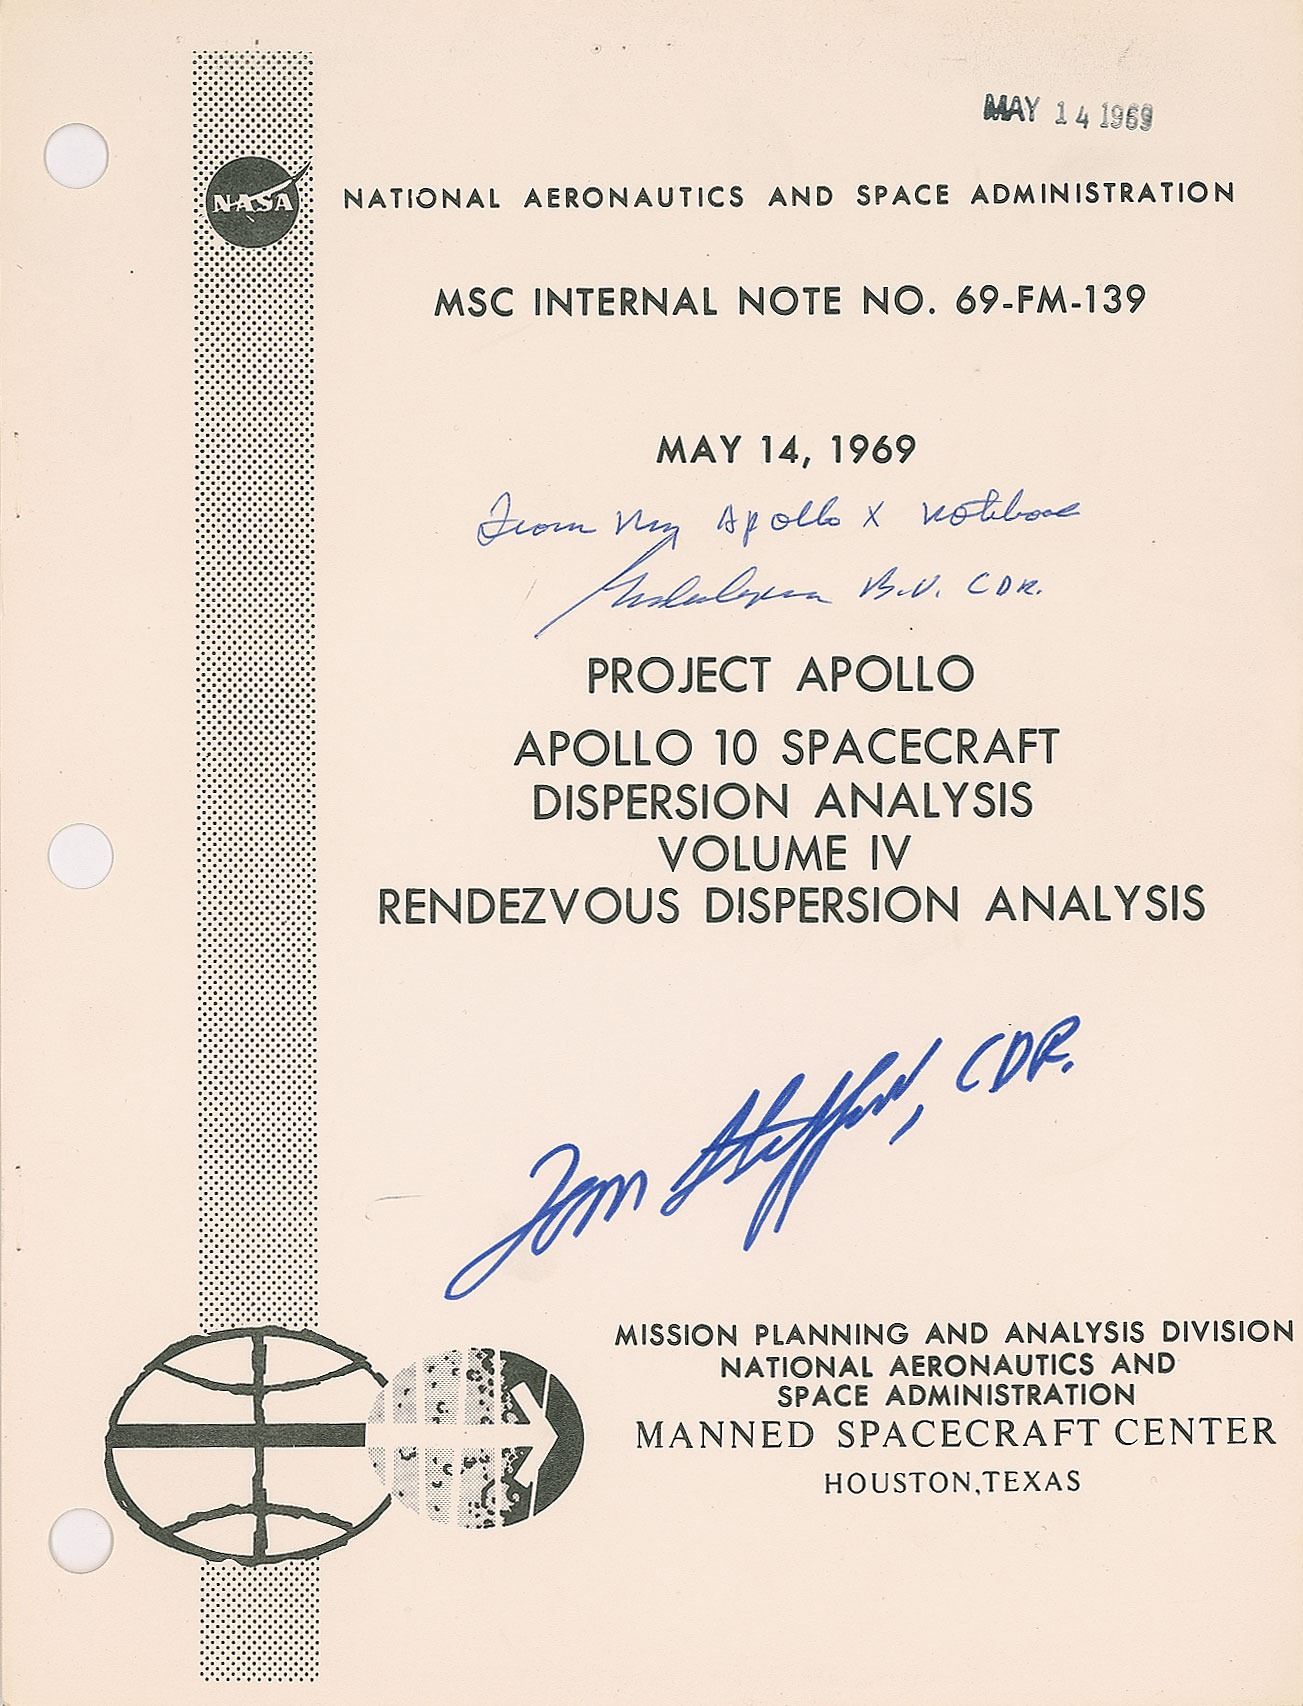 MAY 14 1969
NASA
NATIONAL AERONAUTICS AND SPACE ADMINISTRATION
MSC INTERNAL NOTE NO. 69-FM-139
MAY 14, 1969
From my Apollo X Notebook
B.U. CDR.
PROJECT APOLLO
APOLLO 10 SPACECRAFT
DISPERSION ANALYSIS
VOLUME IV
RENDEZVOUS DISPERSION ANALYSIS
Tom Stafford, CDR.
MISSION PLANNING AND ANALYSIS DIVISION
NATIONAL AERONAUTICS AND
SPACE ADMINISTRATION
MANNED SPACECRAFT CENTER
HOUSTON,TEXAS